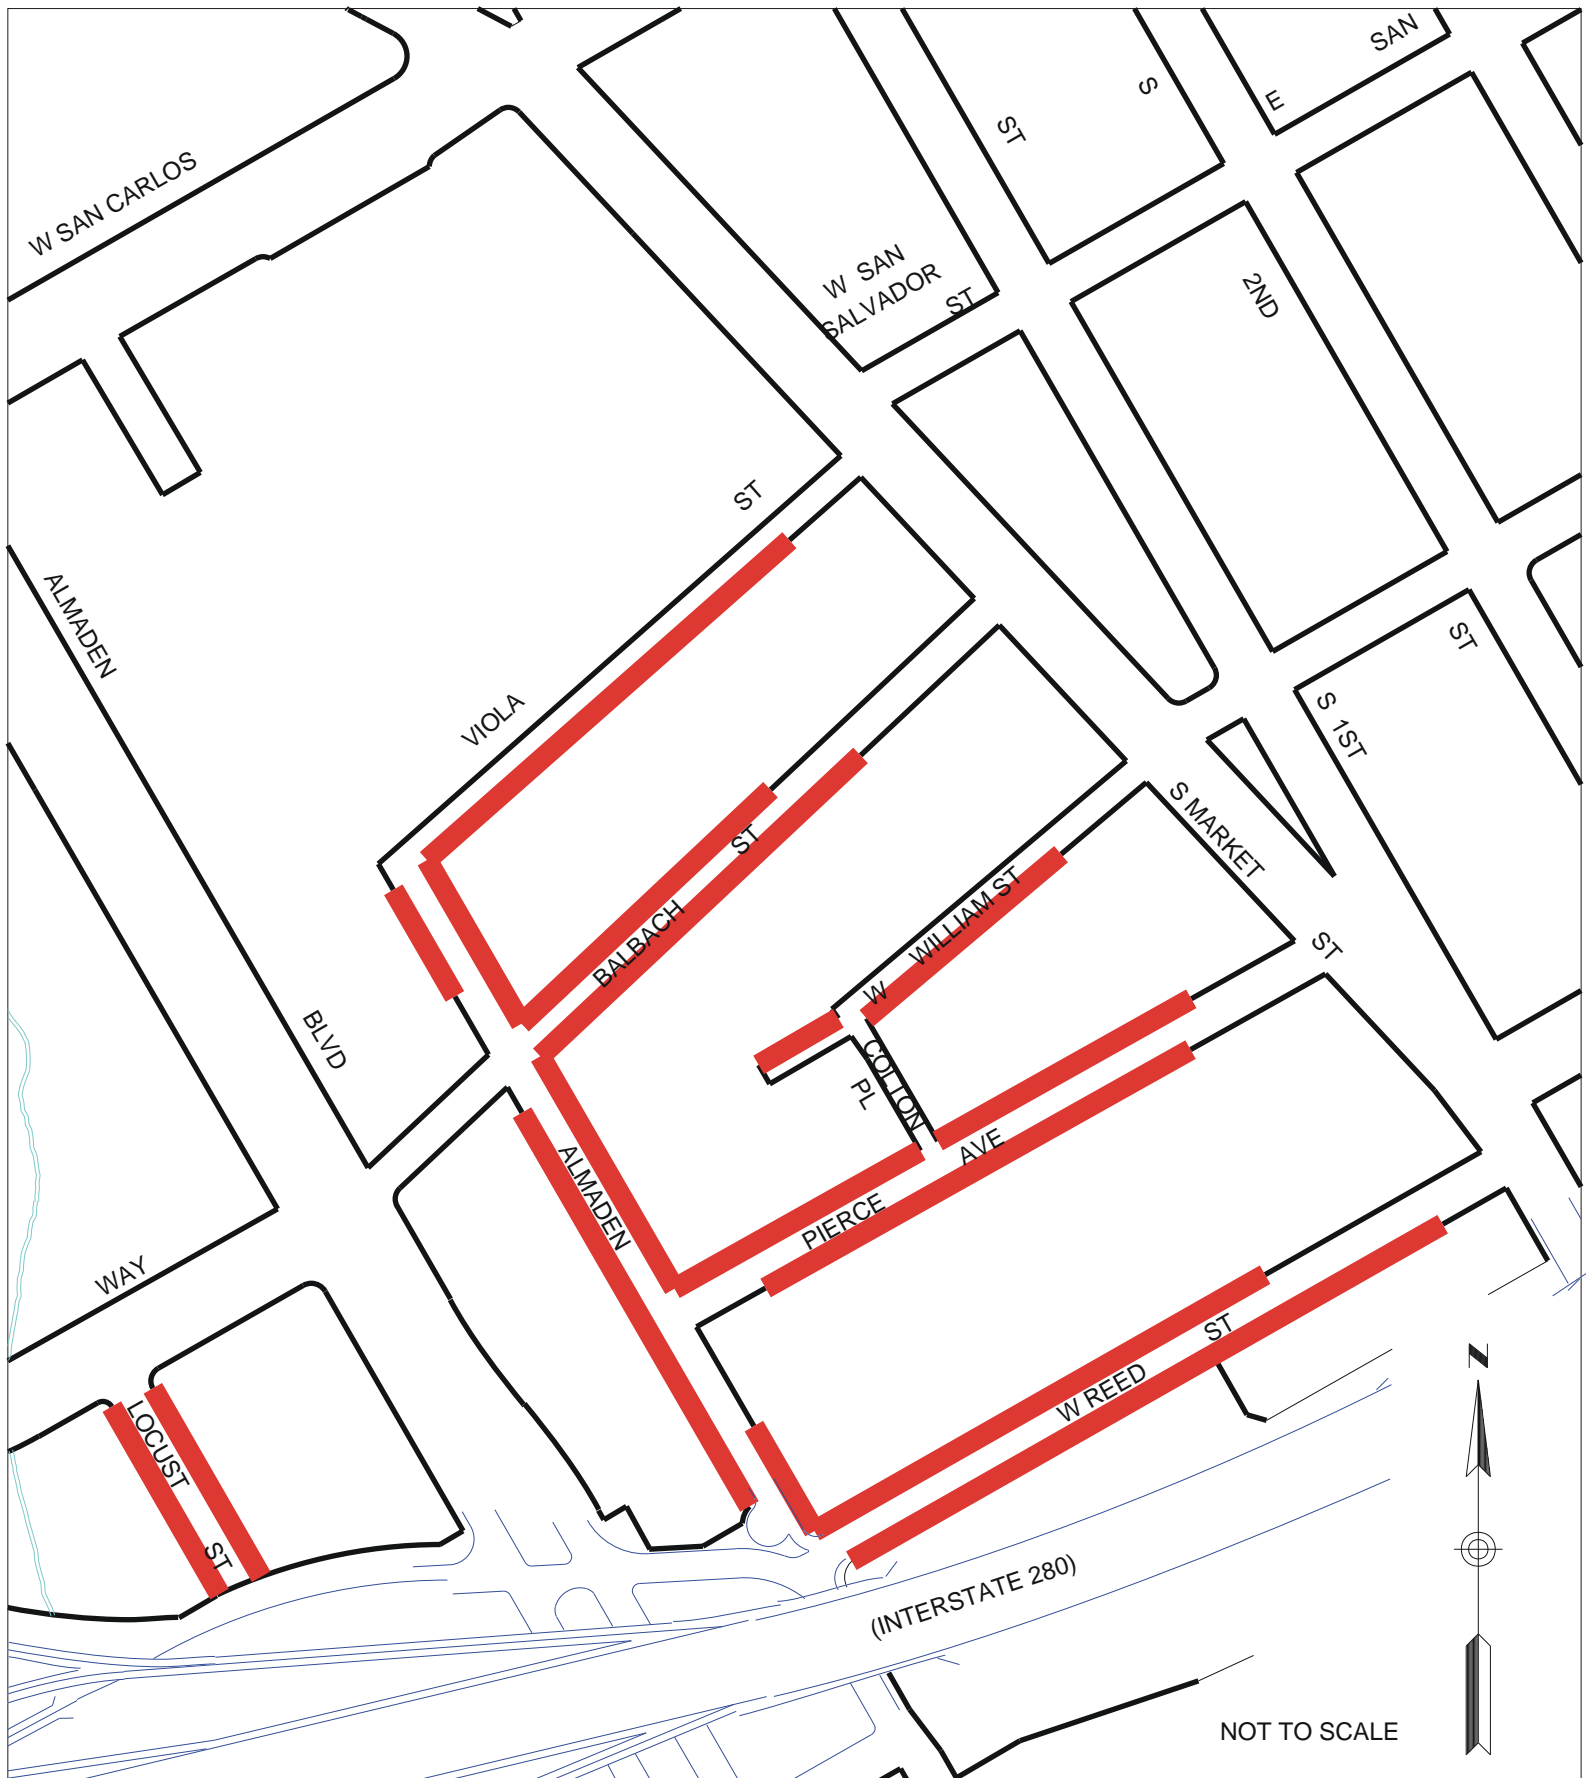 SAN
E
S
ST
W SAN CARLOS
W SAN
SALVADOR
ST
2ND
ST
ALMADEN
VIOLA
ST
S 1ST
S MARKET
ST
BALBACH
ST
W WILLIAM ST
BLVD
COLTON
PL
AVE
PIERCE
ALMADEN
WAY
LOCUST
ST
W REED
ST
N
(INTERSTATE 280)
NOT TO SCALE